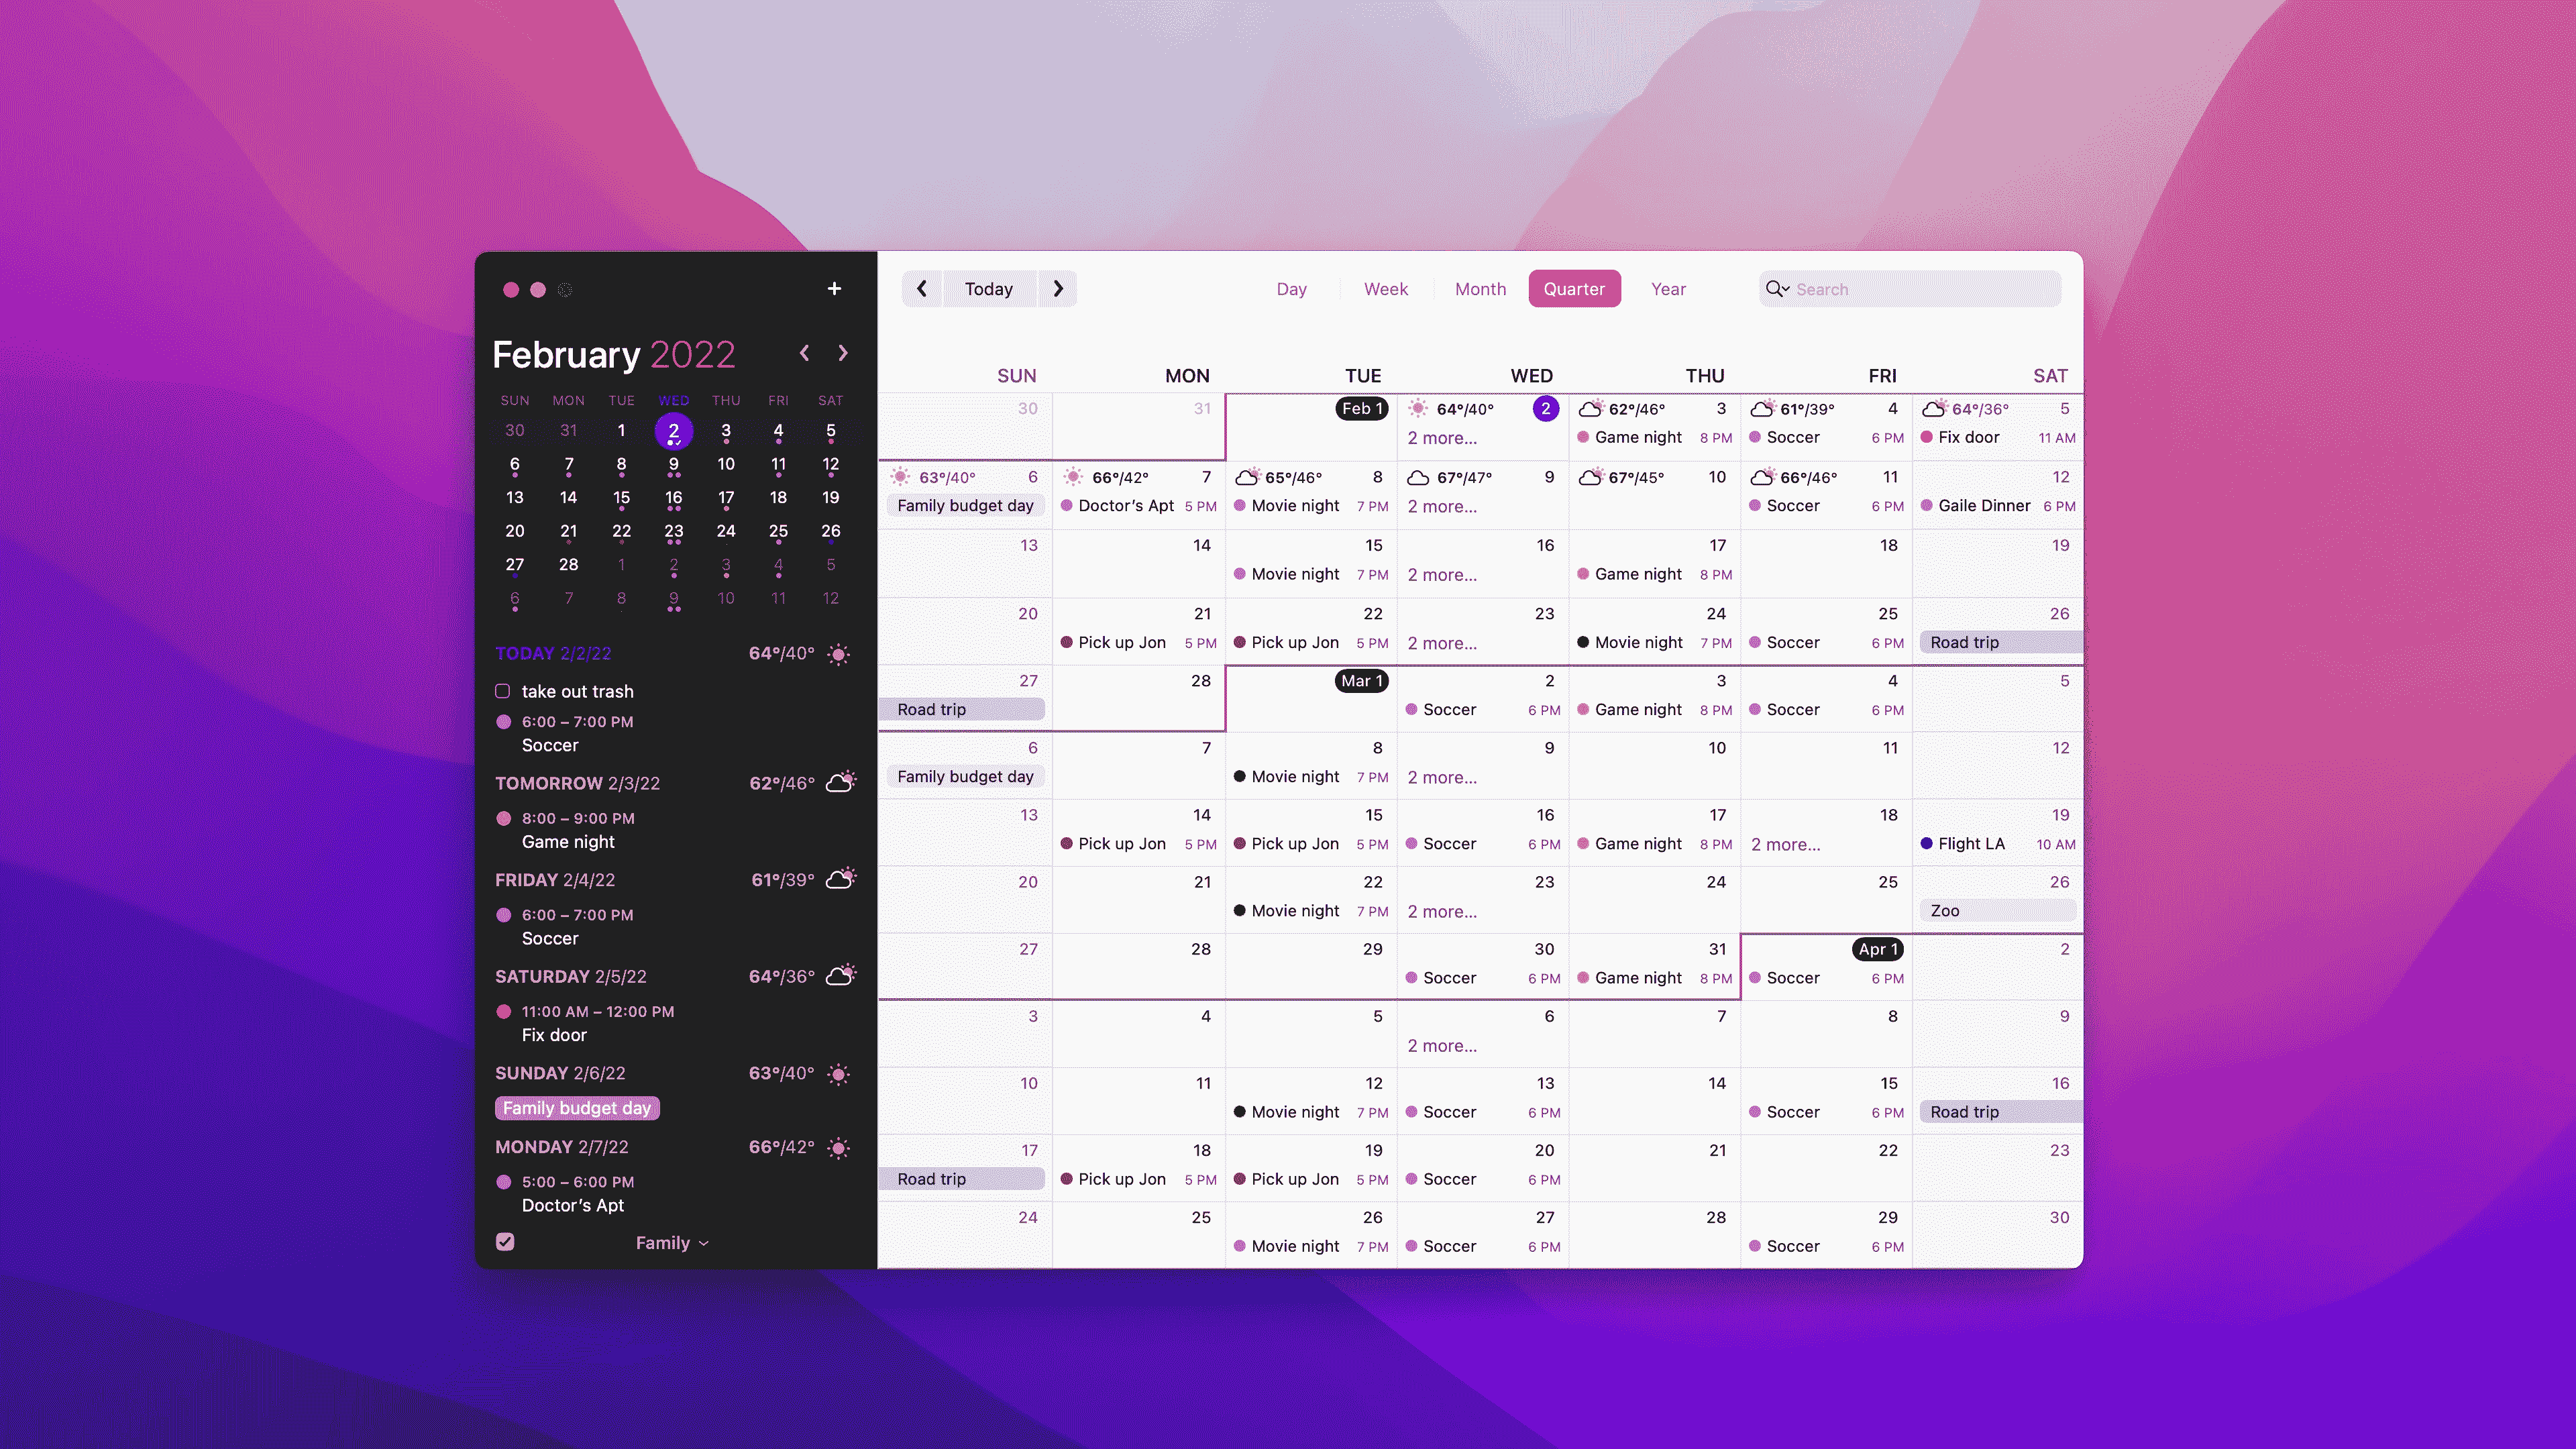 February 2022
SUN MON TUE WED THU FRI SAT
30 31 1 2 3 4 5
6 7 8 9 10 11 12
13 14 15 16 17 18 19
20 21 22 23 24 25 26
27 28 1 2 3 4 5
6 7 8 9 10 11 12
TODAY 2/2/22 64°/40°
take out trash
6:00 – 7:00 PM
Soccer
TOMORROW 2/3/22 62°/46°
8:00 – 9:00 PM
Game night
FRIDAY 2/4/22 61°/39°
6:00 – 7:00 PM
Soccer
SATURDAY 2/5/22 64°/36°
11:00 AM – 12:00 PM
Fix door
SUNDAY 2/6/22 63°/40°
Family budget day
MONDAY 2/7/22 66°/42°
5:00 – 6:00 PM
Doctor's Apt
Family
Today Day Week Month Quarter Year Search
SUN MON TUE WED THU FRI SAT
30 31 Feb 1 64°/40° 2 62°/46° 3 61°/39° 4 64°/36° 5
2 more... Game night 8 PM Soccer 6 PM Fix door 11 AM
63°/40° 6 66°/42° 7 65°/46° 8 67°/47° 9 67°/45° 10 66°/46° 11 12
Family budget day Doctor's Apt 5 PM Movie night 7 PM 2 more... Soccer 6 PM Gaile Dinner 6 PM
13 14 15 16 17 18 19
Movie night 7 PM 2 more... Game night 8 PM
20 21 22 23 24 25 26
Pick up Jon 5 PM Pick up Jon 5 PM 2 more... Movie night 7 PM Soccer 6 PM Road trip
27 28 Mar 1 2 3 4 5
Road trip Soccer 6 PM Game night 8 PM Soccer 6 PM
6 7 8 9 10 11 12
Family budget day Movie night 7 PM 2 more...
13 14 15 16 17 18 19
Pick up Jon 5 PM Pick up Jon 5 PM Soccer 6 PM Game night 8 PM 2 more... Flight LA 10 AM
20 21 22 23 24 25 26
Movie night 7 PM 2 more... Zoo
27 28 29 30 31 Apr 1 2
Soccer 6 PM Game night 8 PM Soccer 6 PM
3 4 5 6 7 8 9
2 more...
10 11 12 13 14 15 16
Movie night 7 PM Soccer 6 PM Soccer 6 PM Road trip
17 18 19 20 21 22 23
Road trip Pick up Jon 5 PM Pick up Jon 5 PM Soccer 6 PM
24 25 26 27 28 29 30
Movie night 7 PM Soccer 6 PM Soccer 6 PM